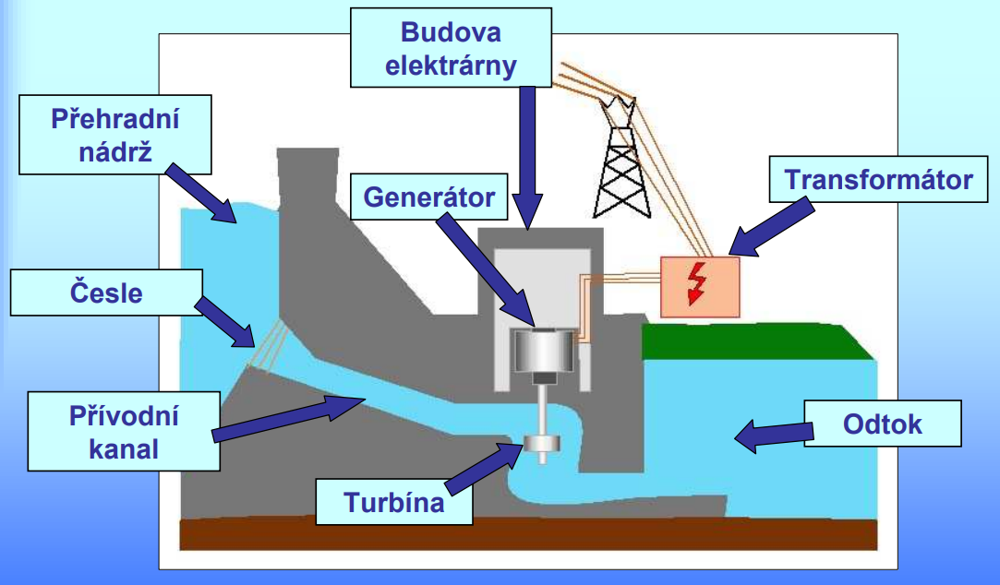 Budova
elektrárny
Přehradní
nádrž
Generátor
Transformátor
Česle
Přívodní
kanal
Odtok
Turbína